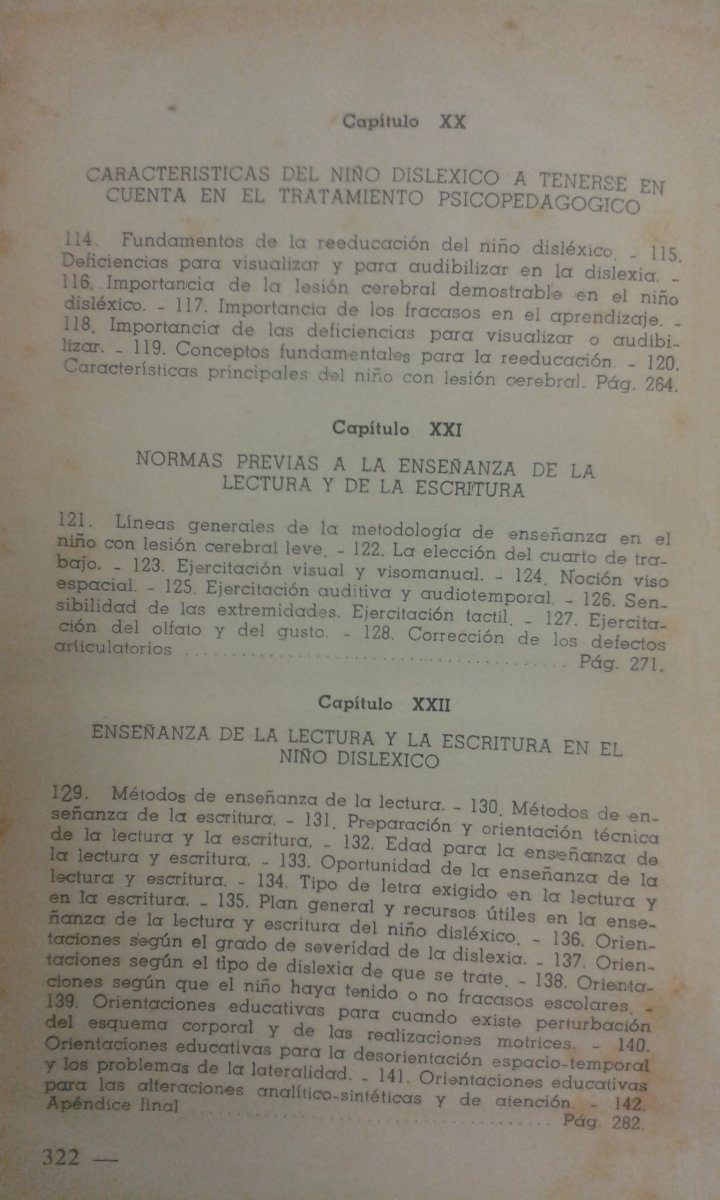 Capítulo XX
CARACTERISTICAS DEL NIÑO DISLEXICO A TENERSE EN
CUENTA EN EL TRATAMIENTO PSICOPEDAGOGICO
114. Fundamentos de la reeducación del niño disléxico. - 115.
Deficiencias para visualizar y para audibilizar en la dislexia. -
116. Importancia de la lesión cerebral demostrable en el niño
disléxico. - 117. Importancia de los fracasos en el aprendizaje. -
118. Importancia de las deficiencias para visualizar o audibi-
lizar. - 119. Conceptos fundamentales para la reeducación. - 120.
Características principales del niño con lesión cerebral. Pág. 264.
Capítulo XXI
NORMAS PREVIAS A LA ENSEÑANZA DE LA
LECTURA Y DE LA ESCRITURA
121. Líneas generales de la metodología de enseñanza en el
niño con lesión cerebral leve. - 122. La elección del cuarto de tra-
bajo. - 123. Ejercitación visual y visomanual. - 124. Noción viso
espacial. - 125. Ejercitación auditiva y audiotemporal. - 126. Sen-
sibilidad de las extremidades. Ejercitación tactil. - 127. Ejercita-
ción del olfato y del gusto. - 128. Corrección de los defectos
articulatorios ........................................ Pág. 271.
Capítulo XXII
ENSEÑANZA DE LA LECTURA Y LA ESCRITURA EN EL
NIÑO DISLEXICO
129. Métodos de enseñanza de la lectura. - 130. Métodos de en-
señanza de la escritura. - 131. Preparación y orientación técnica
de la lectura y la escritura. - 132. Edad para la enseñanza de
la lectura y escritura. - 133. Oportunidad de la enseñanza de la
lectura y escritura. - 134. Tipo de letra exigido en la lectura y
en la escritura. - 135. Plan general y recursos útiles en la ense-
ñanza de la lectura y escritura del niño disléxico. - 136. Orien-
taciones según el grado de severidad de la dislexia. - 137. Orien-
taciones según el tipo de dislexia de que se trate. - 138. Orienta-
ciones según que el niño haya tenido o no fracasos escolares. -
139. Orientaciones educativas para cuando existe perturbación
del esquema corporal y de las realizaciones motrices. - 140.
Orientaciones educativas para la desorientación espacio-temporal
y los problemas de la lateralidad. - 141. Orientaciones educativas
para las alteraciones analítico-sintéticas y de atención. - 142.
Apéndice final ........................................ Pág. 282.
322 —